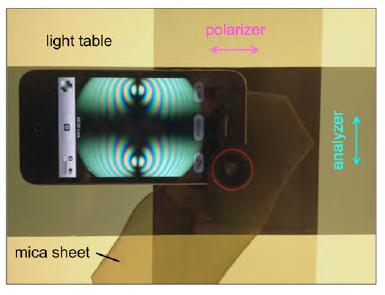 light table
polarizer
analyzer
mica sheet